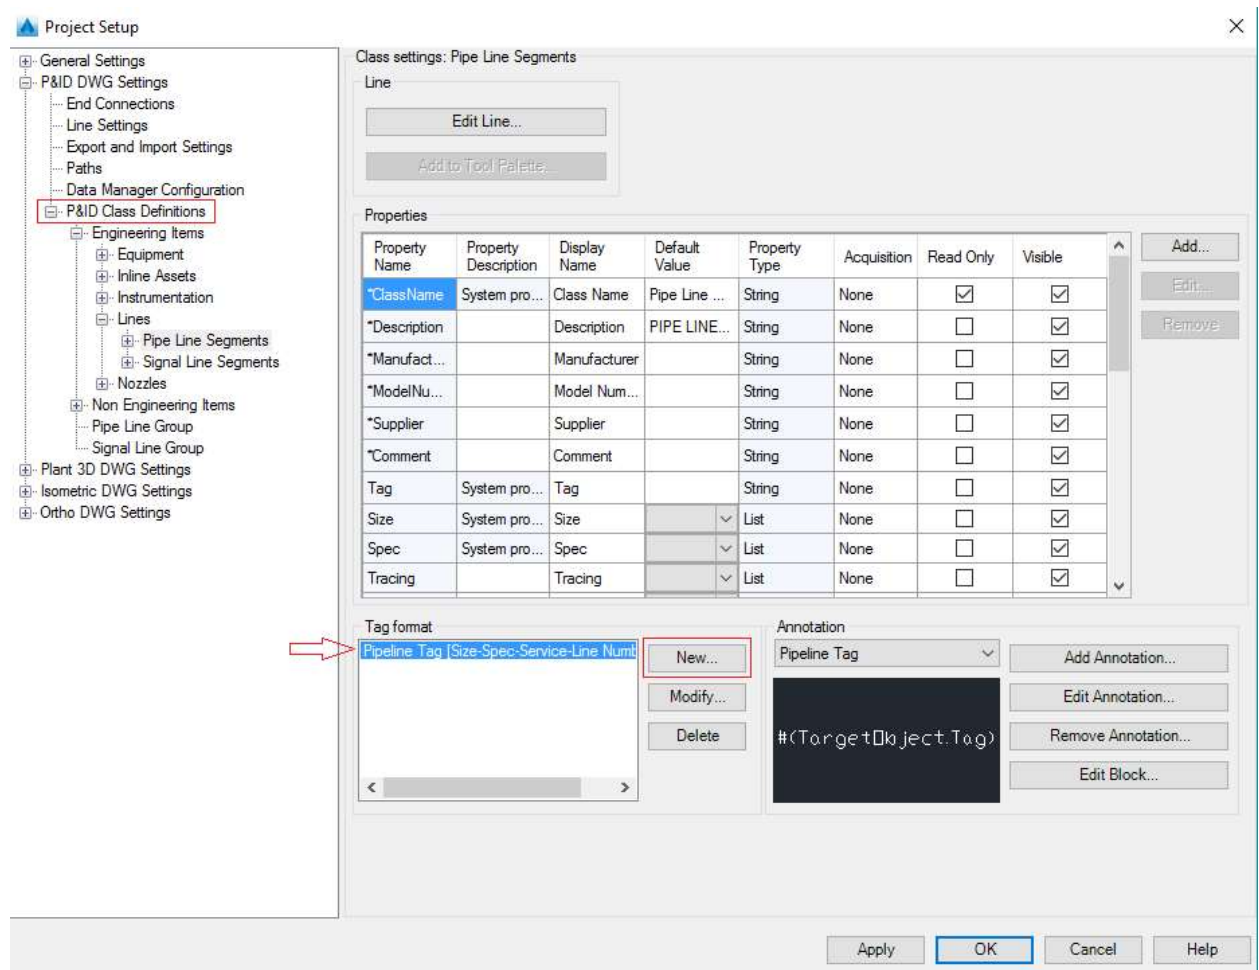 Project Setup
General Settings
P&ID DWG Settings
End Connections
Line Settings
Export and Import Settings
Paths
Data Manager Configuration
P&ID Class Definitions
Engineering Items
Equipment
Inline Assets
Instrumentation
Lines
Pipe Line Segments
Signal Line Segments
Nozzles
Non Engineering Items
Pipe Line Group
Signal Line Group
Plant 3D DWG Settings
Isometric DWG Settings
Ortho DWG Settings
Class settings: Pipe Line Segments
Line
Edit Line...
Add to Tool Palette...
Properties
Property Name Property Description Display Name Default Value Property Type Acquisition Read Only Visible
*ClassName System pro... Class Name Pipe Line ... String None
*Description Description PIPE LINE... String None
*Manufact... Manufacturer String None
*ModelNu... Model Num... String None
*Supplier Supplier String None
*Comment Comment String None
Tag System pro... Tag String None
Size System pro... Size List None
Spec System pro... Spec List None
Tracing Tracing List None
Add...
Edit...
Remove
Tag format
Pipeline Tag [Size-Spec-Service-Line Numb
New...
Modify...
Delete
Annotation
Pipeline Tag
#(TargetObject.Tag)
Add Annotation...
Edit Annotation...
Remove Annotation...
Edit Block...
Apply OK Cancel Help